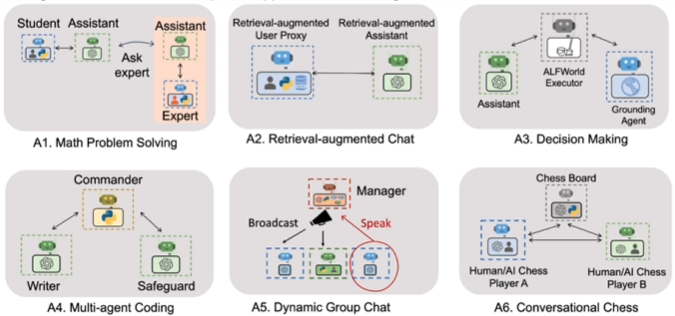 Student Assistant
Assistant
Ask
expert
Expert
A1. Math Problem Solving
Retrieval-augmented
User Proxy
Retrieval-augmented
Assistant
A2. Retrieval-augmented Chat
ALFWorld
Executor
Assistant
Grounding
Agent
A3. Decision Making
Commander
Writer
Safeguard
A4. Multi-agent Coding
Manager
Broadcast
Speak
A5. Dynamic Group Chat
Chess Board
Human/AI Chess
Player A
Human/AI Chess
Player B
A6. Conversational Chess